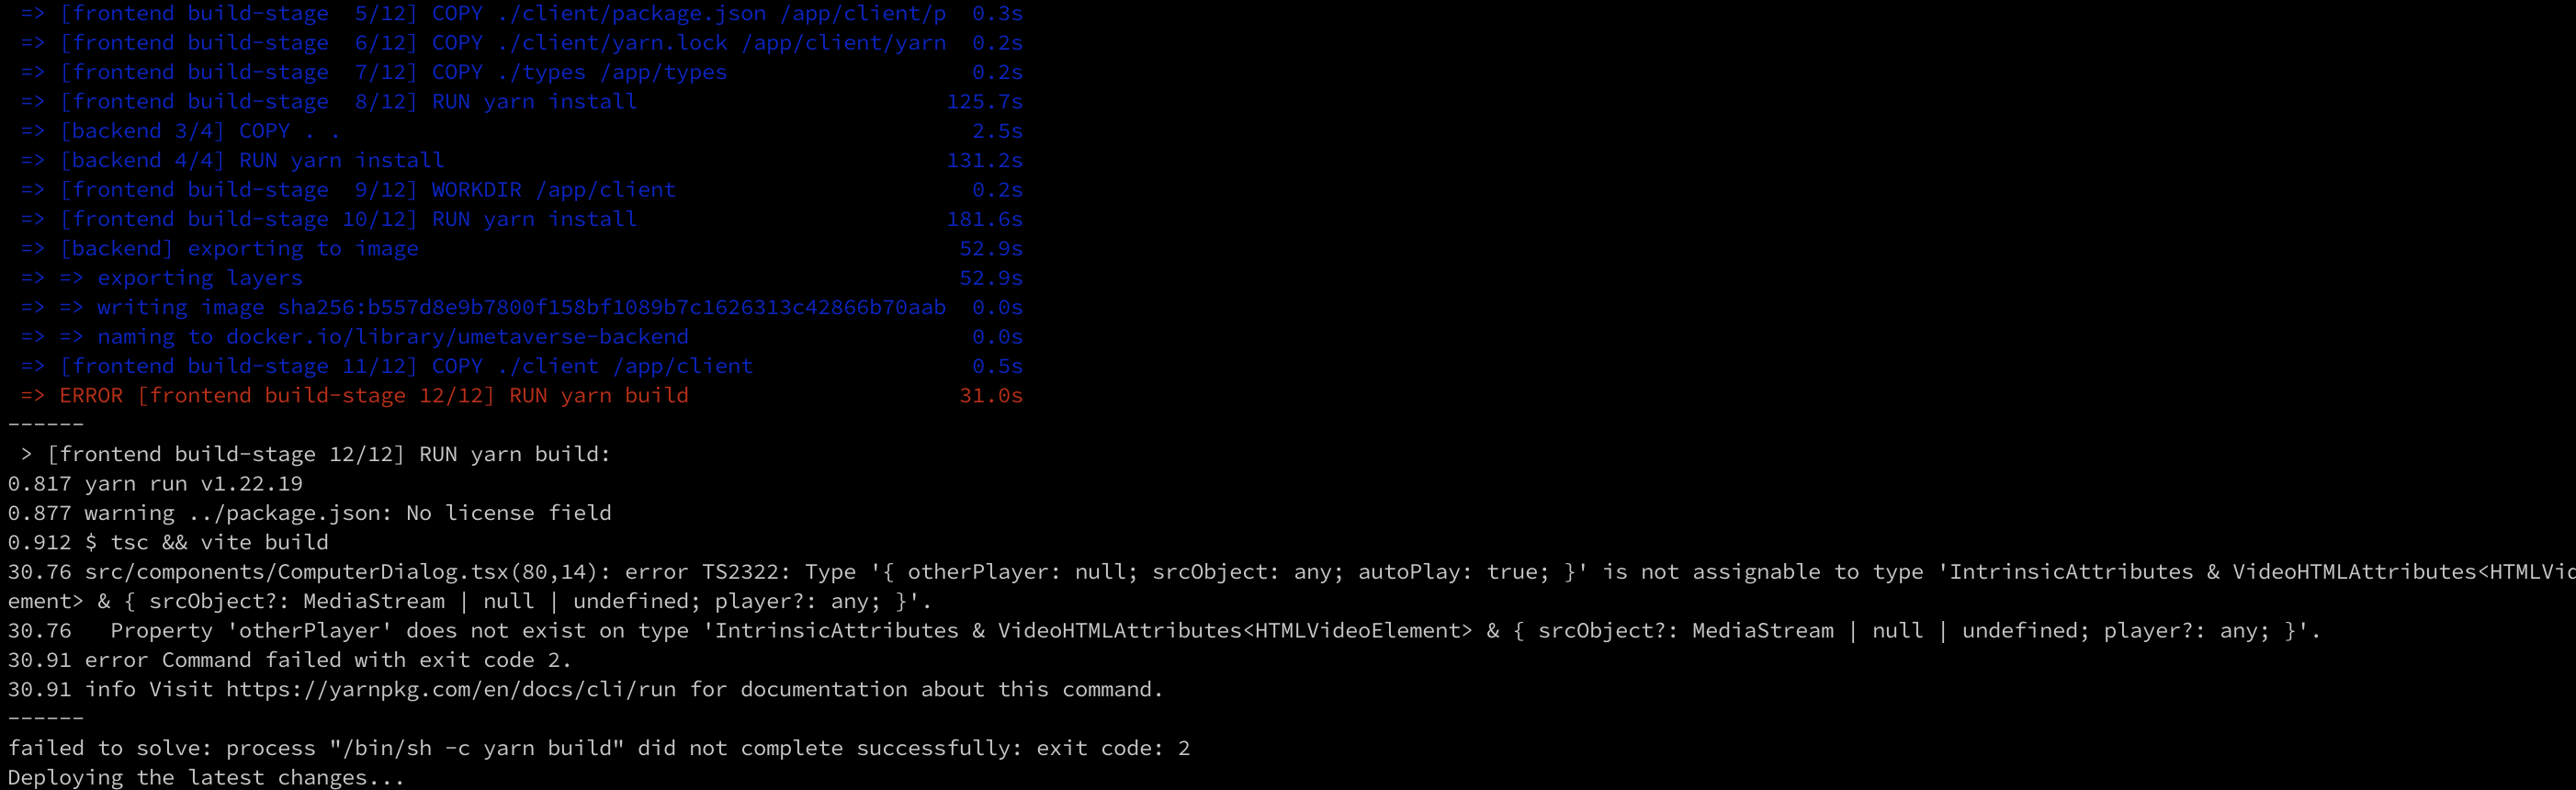 => [frontend build-stage  5/12] COPY ./client/package.json /app/client/p  0.3s
=> [frontend build-stage  6/12] COPY ./client/yarn.lock /app/client/yarn  0.2s
=> [frontend build-stage  7/12] COPY ./types /app/types                   0.2s
=> [frontend build-stage  8/12] RUN yarn install                        125.7s
=> [backend 3/4] COPY . .                                                 2.5s
=> [backend 4/4] RUN yarn install                                       131.2s
=> [frontend build-stage  9/12] WORKDIR /app/client                       0.2s
=> [frontend build-stage 10/12] RUN yarn install                        181.6s
=> [backend] exporting to image                                          52.9s
=> => exporting layers                                                   52.9s
=> => writing image sha256:b557d8e9b7800f158bf1089b7c1626313c42866b70aab  0.0s
=> => naming to docker.io/library/umetaverse-backend                      0.0s
=> [frontend build-stage 11/12] COPY ./client /app/client                 0.5s
=> ERROR [frontend build-stage 12/12] RUN yarn build                     31.0s
------
> [frontend build-stage 12/12] RUN yarn build:
0.817 yarn run v1.22.19
0.877 warning ../package.json: No license field
0.912 $ tsc && vite build
30.76 src/components/ComputerDialog.tsx(80,14): error TS2322: Type '{ otherPlayer: null; srcObject: any; autoPlay: true; }' is not assignable to type 'IntrinsicAttributes & VideoHTMLAttributes<HTMLVid
ement> & { srcObject?: MediaStream | null | undefined; player?: any; }'.
30.76   Property 'otherPlayer' does not exist on type 'IntrinsicAttributes & VideoHTMLAttributes<HTMLVideoElement> & { srcObject?: MediaStream | null | undefined; player?: any; }'.
30.91 error Command failed with exit code 2.
30.91 info Visit https://yarnpkg.com/en/docs/cli/run for documentation about this command.
------
failed to solve: process "/bin/sh -c yarn build" did not complete successfully: exit code: 2
Deploying the latest changes...